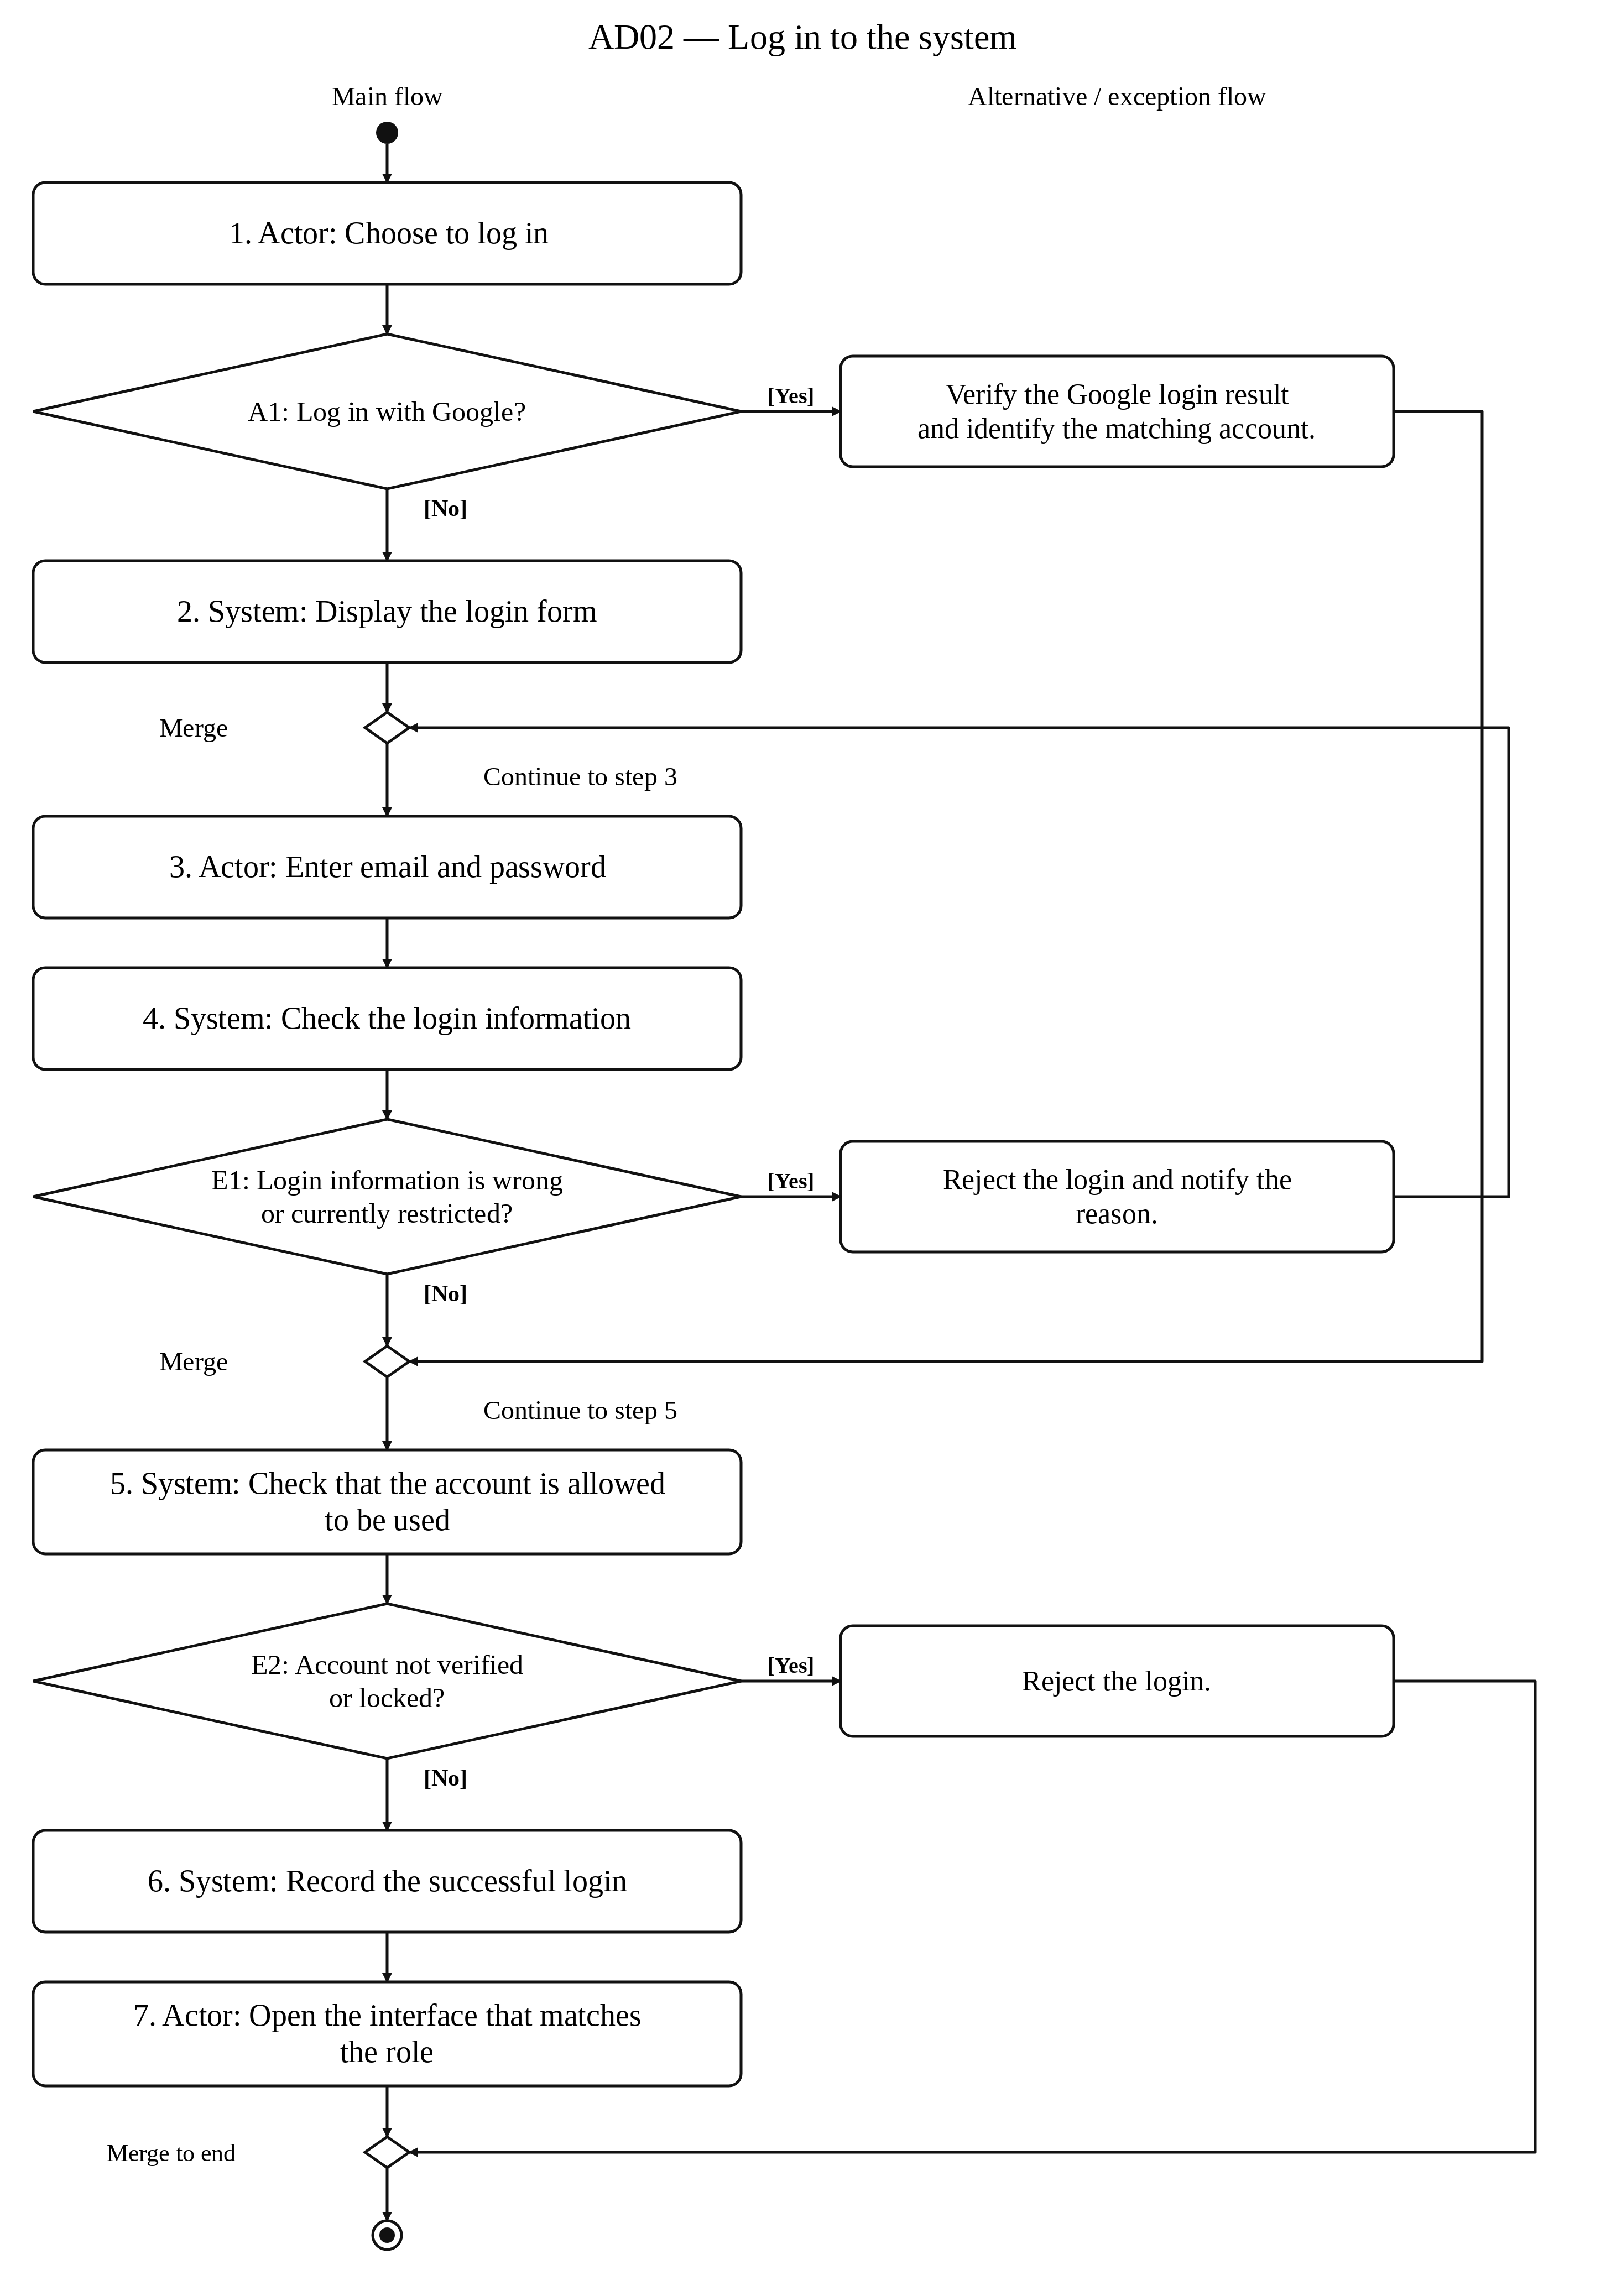 AD02 — Log in to the system
Main flow
Alternative / exception flow
1. Actor: Choose to log in
A1: Log in with Google?
[Yes]
Verify the Google login result
and identify the matching account.
[No]
2. System: Display the login form
Merge
Continue to step 3
3. Actor: Enter email and password
4. System: Check the login information
E1: Login information is wrong
or currently restricted?
[Yes]
Reject the login and notify the
reason.
[No]
Merge
Continue to step 5
5. System: Check that the account is allowed
to be used
E2: Account not verified
or locked?
[Yes]
Reject the login.
[No]
6. System: Record the successful login
7. Actor: Open the interface that matches
the role
Merge to end